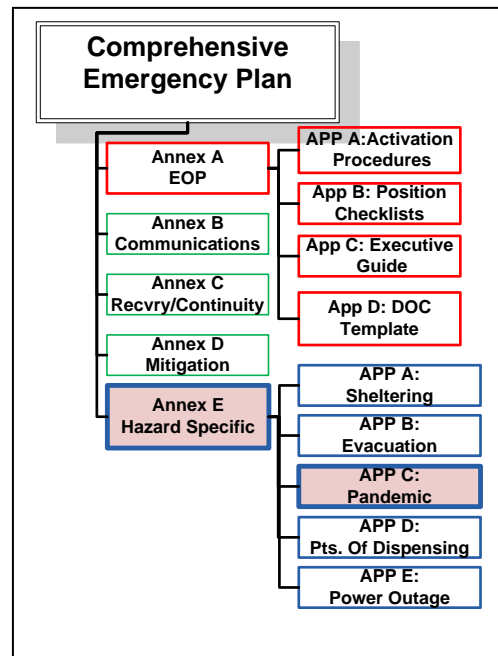 Comprehensive
Emergency Plan
Annex A
EOP
APP A:Activation
Procedures
App B: Position
Checklists
App C: Executive
Guide
App D: DOC
Template
Annex B
Communications
Annex C
Recvry/Continuity
Annex D
Mitigation
Annex E
Hazard Specific
APP A:
Sheltering
APP B:
Evacuation
APP C:
Pandemic
APP D:
Pts. Of Dispensing
APP E:
Power Outage